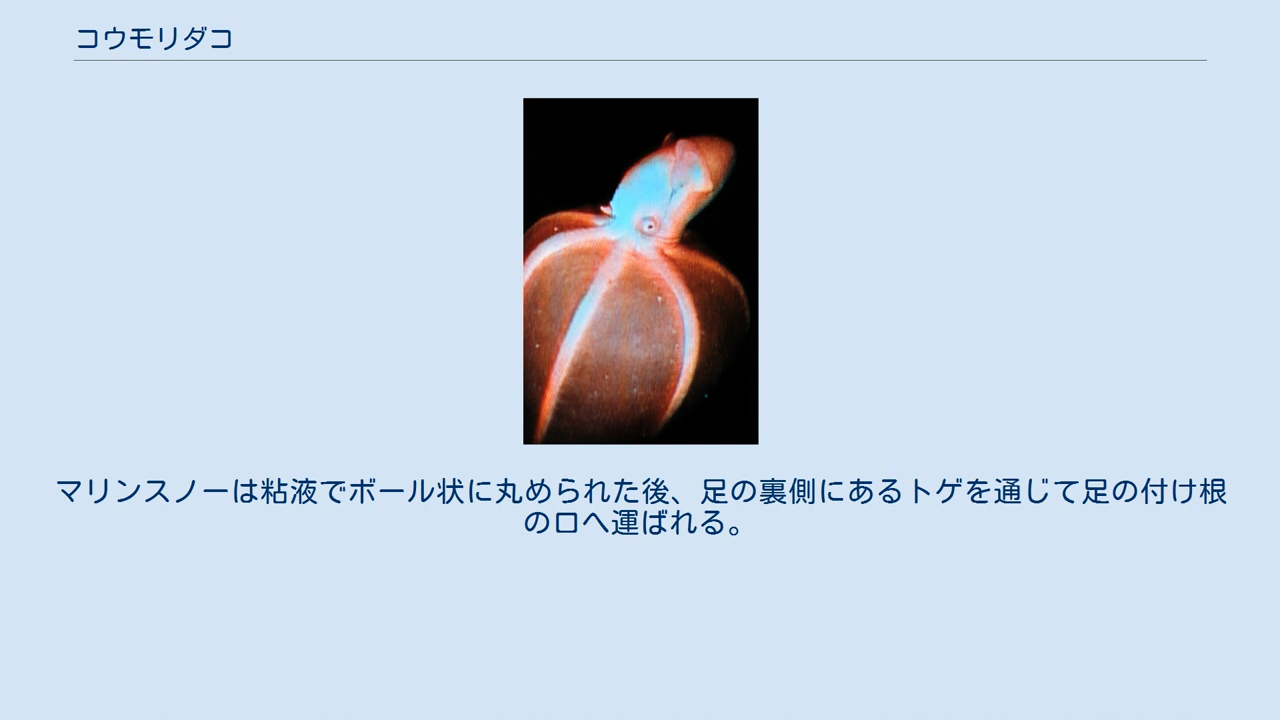 コウモリダコ
マリンスノーは粘液でボール状に丸められた後、足の裏側にあるトゲを通じて足の付け根
の口へ運ばれる。